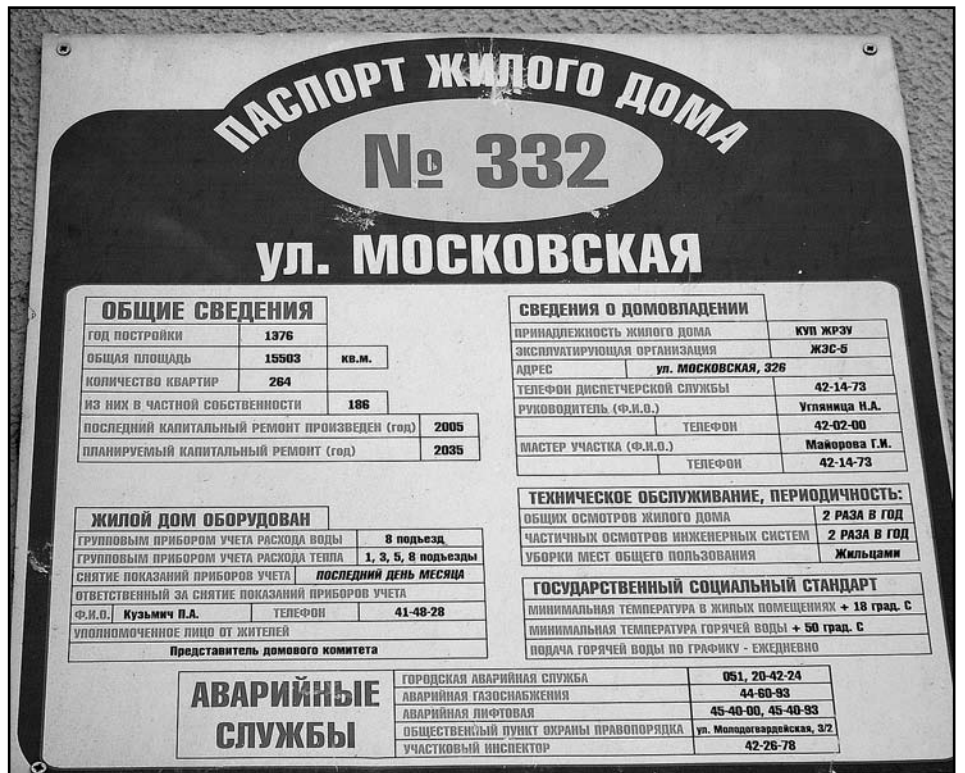 ПАСПОРТ ЖИЛОГО ДОМА
№ 332
ул. МОСКОВСКАЯ
ОБЩИЕ СВЕДЕНИЯ
ГОД ПОСТРОЙКИ 1376
ОБЩАЯ ПЛОЩАДЬ 15503 КВ.М.
КОЛИЧЕСТВО КВАРТИР 264
ИЗ НИХ В ЧАСТНОЙ СОБСТВЕННОСТИ 186
ПОСЛЕДНИЙ КАПИТАЛЬНЫЙ РЕМОНТ ПРОИЗВЕДЕН (год) 2005
ПЛАНИРУЕМЫЙ КАПИТАЛЬНЫЙ РЕМОНТ (год) 2035
ЖИЛОЙ ДОМ ОБОРУДОВАН
ГРУППОВЫМ ПРИБОРОМ УЧЕТА РАСХОДА ВОДЫ 8 подъезд
ГРУППОВЫМ ПРИБОРОМ УЧЕТА РАСХОДА ТЕПЛА 1, 3, 5, 8 подъезды
СНЯТИЕ ПОКАЗАНИЙ ПРИБОРОВ УЧЕТА ПОСЛЕДНИЙ ДЕНЬ МЕСЯЦА
ОТВЕТСТВЕННЫЙ ЗА СНЯТИЕ ПОКАЗАНИЙ ПРИБОРОВ УЧЕТА
Ф.И.О. Кузьмич П.А. ТЕЛЕФОН 41-48-28
УПОЛНОМОЧЕННОЕ ЛИЦО ОТ ЖИТЕЛЕЙ
Представитель домового комитета
СВЕДЕНИЯ О ДОМОВЛАДЕНИИ
ПРИНАДЛЕЖНОСТЬ ЖИЛОГО ДОМА КУП ЖРЭУ
ЭКСПЛУАТИРУЮЩАЯ ОРГАНИЗАЦИЯ ЖЭС-5
АДРЕС ул. МОСКОВСКАЯ, 326
ТЕЛЕФОН ДИСПЕТЧЕРСКОЙ СЛУЖБЫ 42-14-73
РУКОВОДИТЕЛЬ (Ф.И.О.) Угляница Н.А.
ТЕЛЕФОН 42-02-00
МАСТЕР УЧАСТКА (Ф.И.О.) Майорова Г.И.
ТЕЛЕФОН 42-14-73
ТЕХНИЧЕСКОЕ ОБСЛУЖИВАНИЕ, ПЕРИОДИЧНОСТЬ:
ОБЩИХ ОСМОТРОВ ЖИЛОГО ДОМА 2 РАЗА В ГОД
ЧАСТИЧНЫХ ОСМОТРОВ ИНЖЕНЕРНЫХ СИСТЕМ 2 РАЗА В ГОД
УБОРКИ МЕСТ ОБЩЕГО ПОЛЬЗОВАНИЯ Жильцами
ГОСУДАРСТВЕННЫЙ СОЦИАЛЬНЫЙ СТАНДАРТ
МИНИМАЛЬНАЯ ТЕМПЕРАТУРА В ЖИЛЫХ ПОМЕЩЕНИЯХ + 18 град. С
МИНИМАЛЬНАЯ ТЕМПЕРАТУРА ГОРЯЧЕЙ ВОДЫ + 50 град. С
ПОДАЧА ГОРЯЧЕЙ ВОДЫ ПО ГРАФИКУ - ЕЖЕДНЕВНО
АВАРИЙНЫЕ СЛУЖБЫ
ГОРОДСКАЯ АВАРИЙНАЯ СЛУЖБА 051, 20-42-24
АВАРИЙНАЯ ГАЗОСНАБЖЕНИЯ 44-60-93
АВАРИЙНАЯ ЛИФТОВАЯ 45-40-00, 45-40-93
ОБЩЕСТВЕННЫЙ ПУНКТ ОХРАНЫ ПРАВОПОРЯДКА ул. Молодогвардейская, 3/2
УЧАСТКОВЫЙ ИНСПЕКТОР 42-26-78